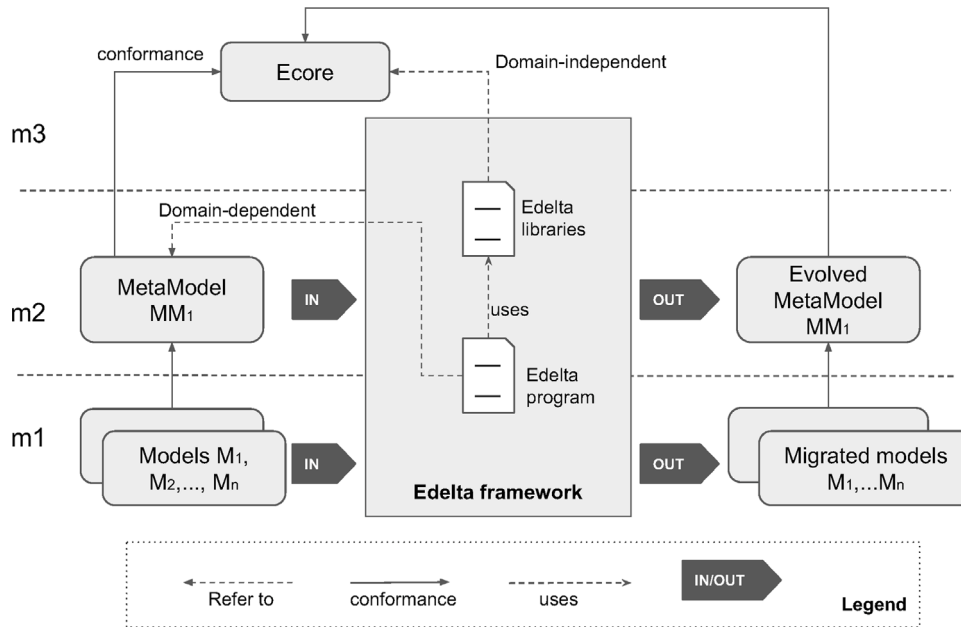 conformance
Ecore
Domain-independent
m3
Edelta
libraries
Domain-dependent
MetaModel
MM1
IN
OUT
Evolved
MetaModel
MM1
m2
uses
Edelta
program
m1
Models M1,
M2,..., Mn
IN
OUT
Migrated models
M1,...Mn
Edelta framework
Refer to
conformance
uses
IN/OUT
Legend